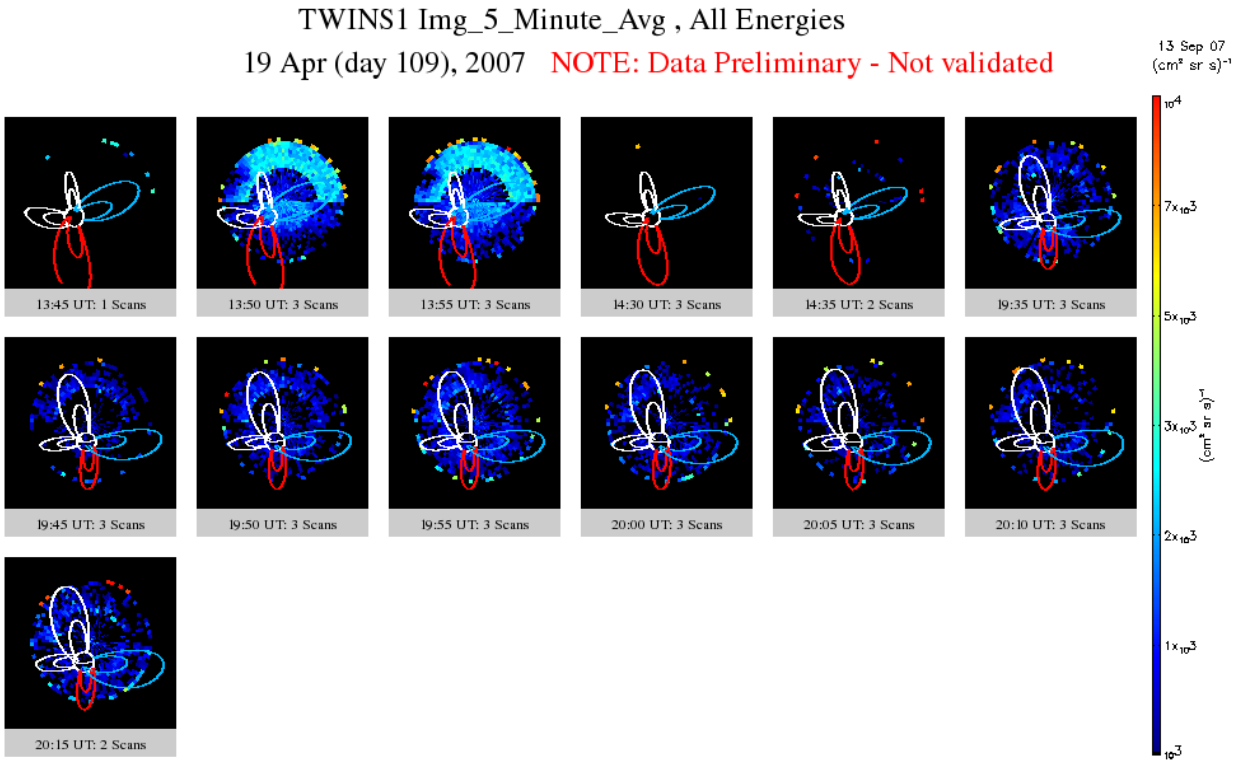 TWINS1 Img_5_Minute_Avg , All Energies
19 Apr (day 109), 2007 NOTE: Data Preliminary - Not validated
13 Sep 07
(cm² sr s)⁻¹
13:45 UT: 1 Scans
13:50 UT: 3 Scans
13:55 UT: 3 Scans
14:30 UT: 3 Scans
14:35 UT: 2 Scans
19:35 UT: 3 Scans
19:45 UT: 3 Scans
19:50 UT: 3 Scans
19:55 UT: 3 Scans
20:00 UT: 3 Scans
20:05 UT: 3 Scans
20:10 UT: 3 Scans
20:15 UT: 2 Scans
10⁴
7x10³
5x10³
3x10³
2x10³
1x10³
10³
(cm² sr s)⁻¹